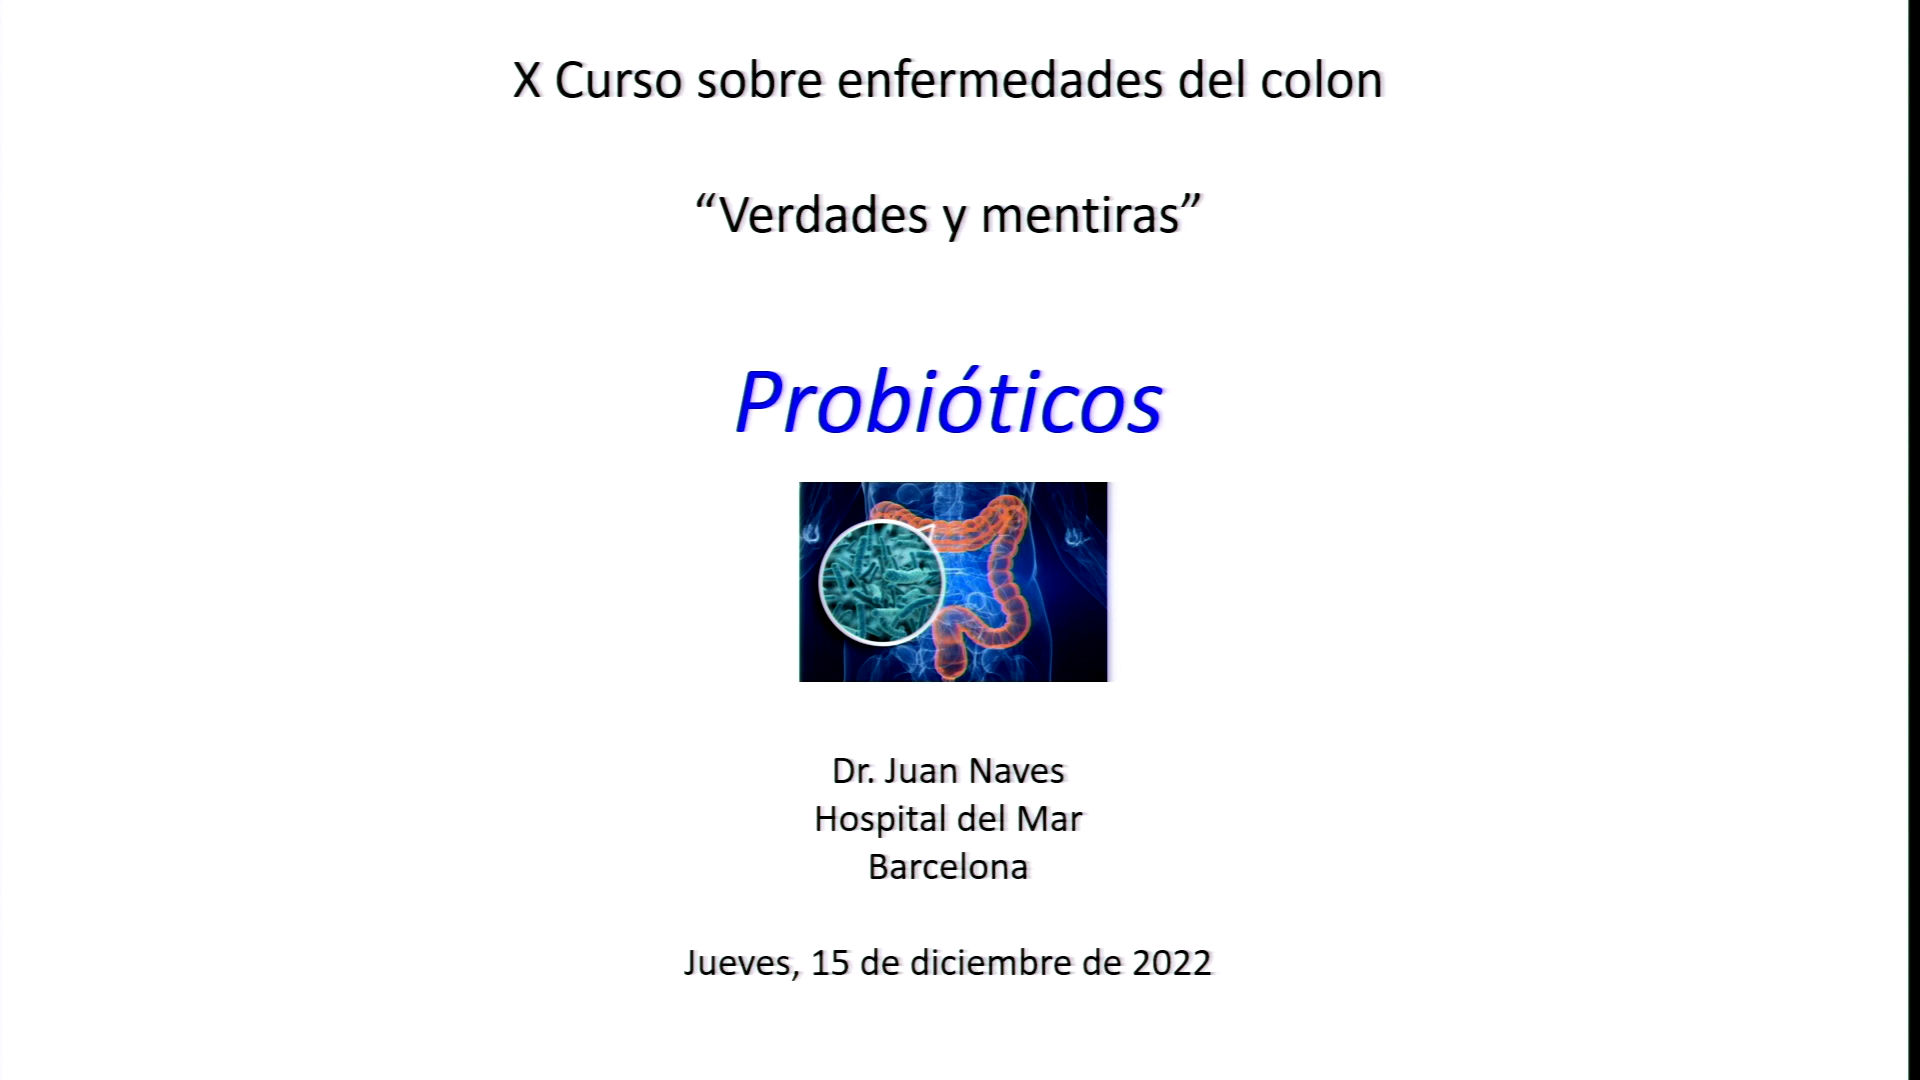 X Curso sobre enfermedades del colon
“Verdades y mentiras”
Probióticos
Dr. Juan Naves
Hospital del Mar
Barcelona
Jueves, 15 de diciembre de 2022